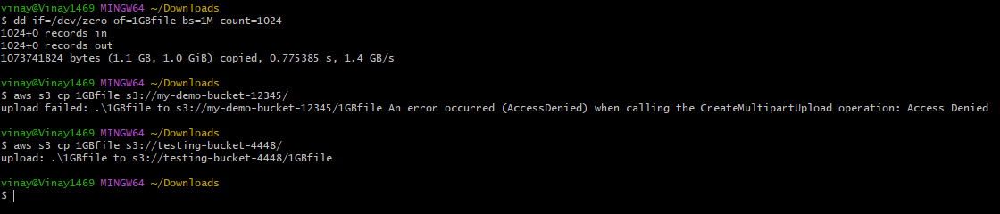 vinay@Vinay1469 MINGW64 ~/Downloads
$ dd if=/dev/zero of=1GBfile bs=1M count=1024
1024+0 records in
1024+0 records out
1073741824 bytes (1.1 GB, 1.0 GiB) copied, 0.775385 s, 1.4 GB/s
vinay@Vinay1469 MINGW64 ~/Downloads
$ aws s3 cp 1GBfile s3://my-demo-bucket-12345/
upload failed: .\1GBfile to s3://my-demo-bucket-12345/1GBfile An error occurred (AccessDenied) when calling the CreateMultipartUpload operation: Access Denied
vinay@Vinay1469 MINGW64 ~/Downloads
$ aws s3 cp 1GBfile s3://testing-bucket-4448/
upload: .\1GBfile to s3://testing-bucket-4448/1GBfile
vinay@Vinay1469 MINGW64 ~/Downloads
$